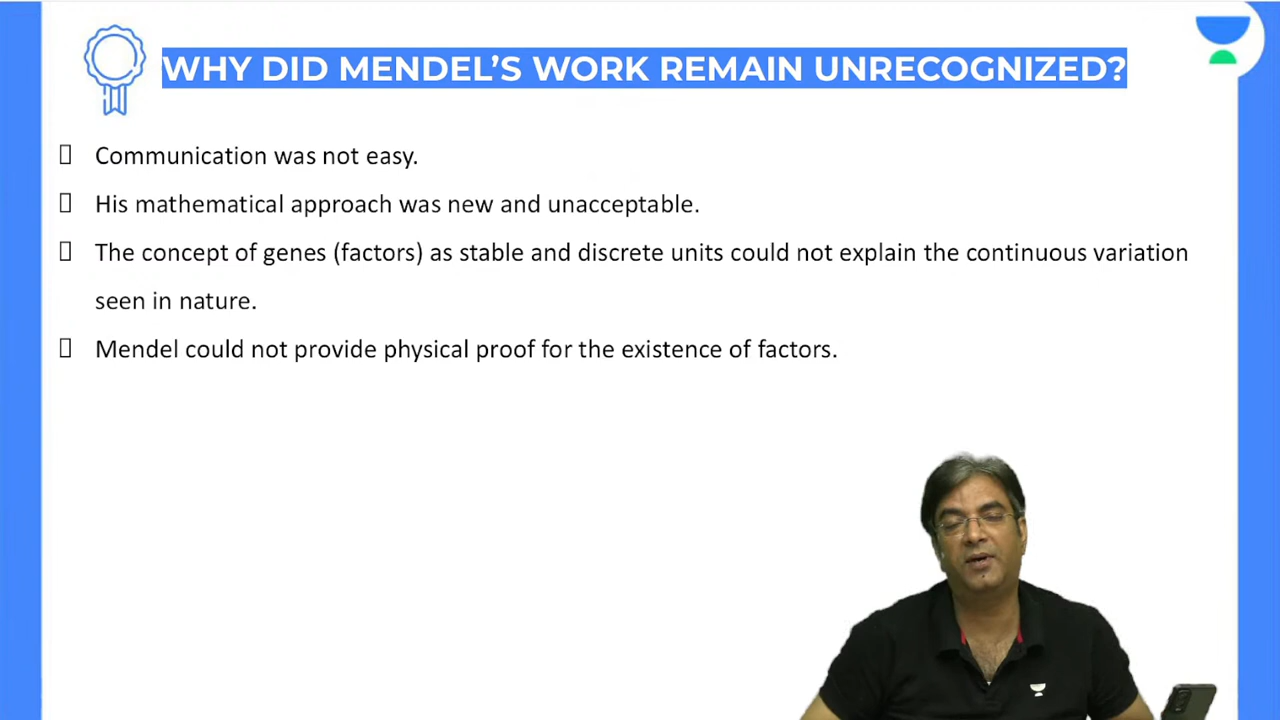 WHY DID MENDEL’S WORK REMAIN UNRECOGNIZED?
Communication was not easy.
His mathematical approach was new and unacceptable.
The concept of genes (factors) as stable and discrete units could not explain the continuous variation
seen in nature.
Mendel could not provide physical proof for the existence of factors.